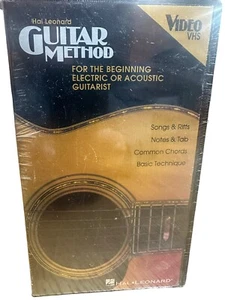 Hal Leonard
GUITAR
METHOD
VIDEO
VHS
FOR THE BEGINNING
ELECTRIC OR ACOUSTIC
GUITARIST
Songs & Riffs
Notes & Tab
Common Chords
Basic Technique
HAL•LEONARD